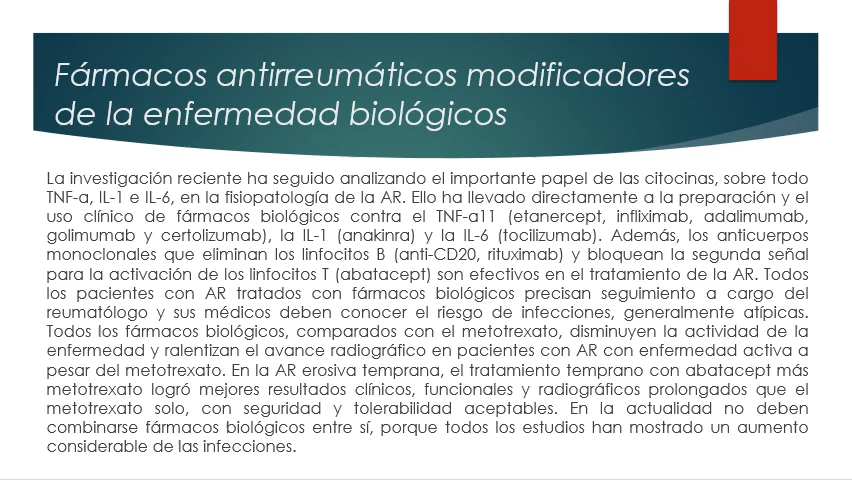 Fármacos antirreumáticos modificadores
de la enfermedad biológicos
La investigación reciente ha seguido analizando el importante papel de las citocinas, sobre todo
TNF-a, IL-1 e IL-6, en la fisiopatología de la AR. Ello ha llevado directamente a la preparación y el
uso clínico de fármacos biológicos contra el TNF-a11 (etanercept, infliximab, adalimumab,
golimumab y certolizumab), la IL-1 (anakinra) y la IL-6 (tocilizumab). Además, los anticuerpos
monoclonales que eliminan los linfocitos B (anti-CD20, rituximab) y bloquean la segunda señal
para la activación de los linfocitos T (abatacept) son efectivos en el tratamiento de la AR. Todos
los pacientes con AR tratados con fármacos biológicos precisan seguimiento a cargo del
reumatólogo y sus médicos deben conocer el riesgo de infecciones, generalmente atípicas.
Todos los fármacos biológicos, comparados con el metotrexato, disminuyen la actividad de la
enfermedad y ralentizan el avance radiográfico en pacientes con AR con enfermedad activa a
pesar del metotrexato. En la AR erosiva temprana, el tratamiento temprano con abatacept más
metotrexato logró mejores resultados clínicos, funcionales y radiográficos prolongados que el
metotrexato solo, con seguridad y tolerabilidad aceptables. En la actualidad no deben
combinarse fármacos biológicos entre sí, porque todos los estudios han mostrado un aumento
considerable de las infecciones.